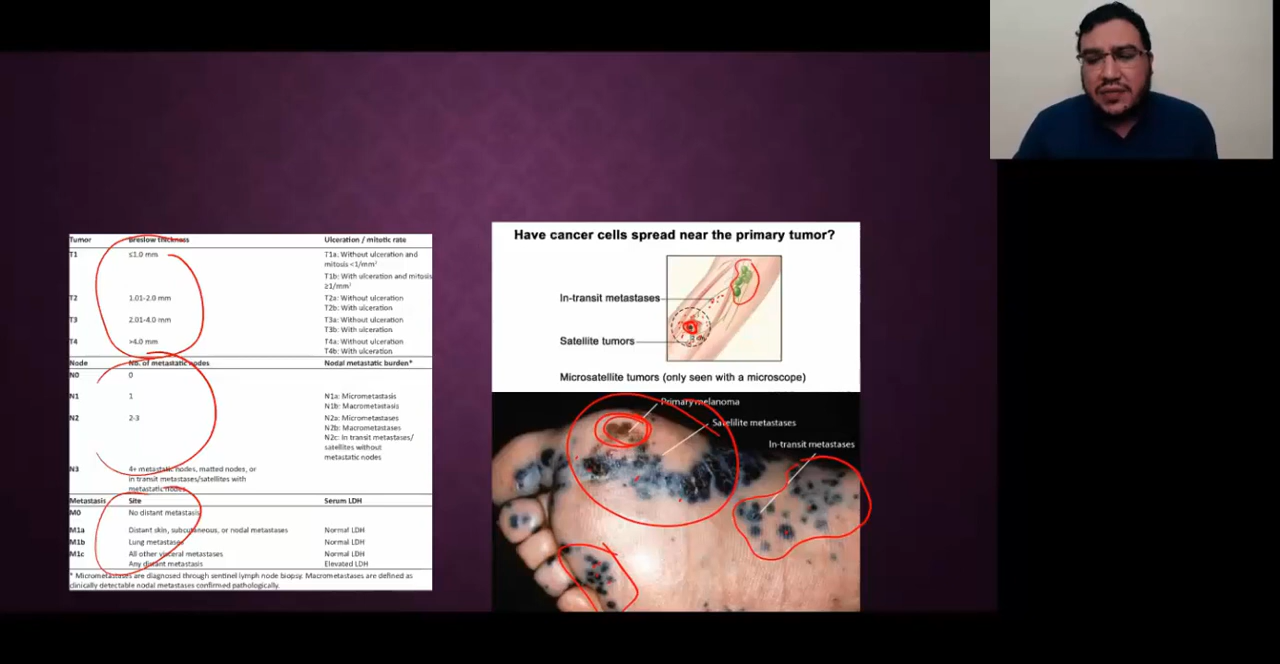 Tumor Breslow thickness Ulceration / mitotic rate
T1 ≤1.0 mm T1a: Without ulceration and
mitosis <1/mm²
T1b: With ulceration and mitosis
≥1/mm²
T2 1.01-2.0 mm T2a: Without ulceration
T2b: With ulceration
T3 2.01-4.0 mm T3a: Without ulceration
T3b: With ulceration
T4 >4.0 mm T4a: Without ulceration
T4b: With ulceration
Node No. of metastatic nodes Nodal metastatic burden*
N0 0
N1 1 N1a: Micrometastasis
N1b: Macrometastasis
N2 2-3 N2a: Micrometastases
N2b: Macrometastases
N2c: In transit metastases/
satellites without
metastatic nodes
N3 4+ metastatic nodes, matted nodes, or
in transit metastases/satellites with
metastatic nodes
Metastasis Site Serum LDH
M0 No distant metastasis
M1a Distant skin, subcutaneous, or nodal metastases Normal LDH
M1b Lung metastases Normal LDH
M1c All other visceral metastases Normal LDH
Any distant metastasis Elevated LDH
* Micrometastases are diagnosed through sentinel lymph node biopsy. Macrometastases are defined as
clinically detectable nodal metastases confirmed pathologically.
Have cancer cells spread near the primary tumor?
In-transit metastases
Satellite tumors
Microsatellite tumors (only seen with a microscope)
Primary melanoma
Satellite metastases
In-transit metastases